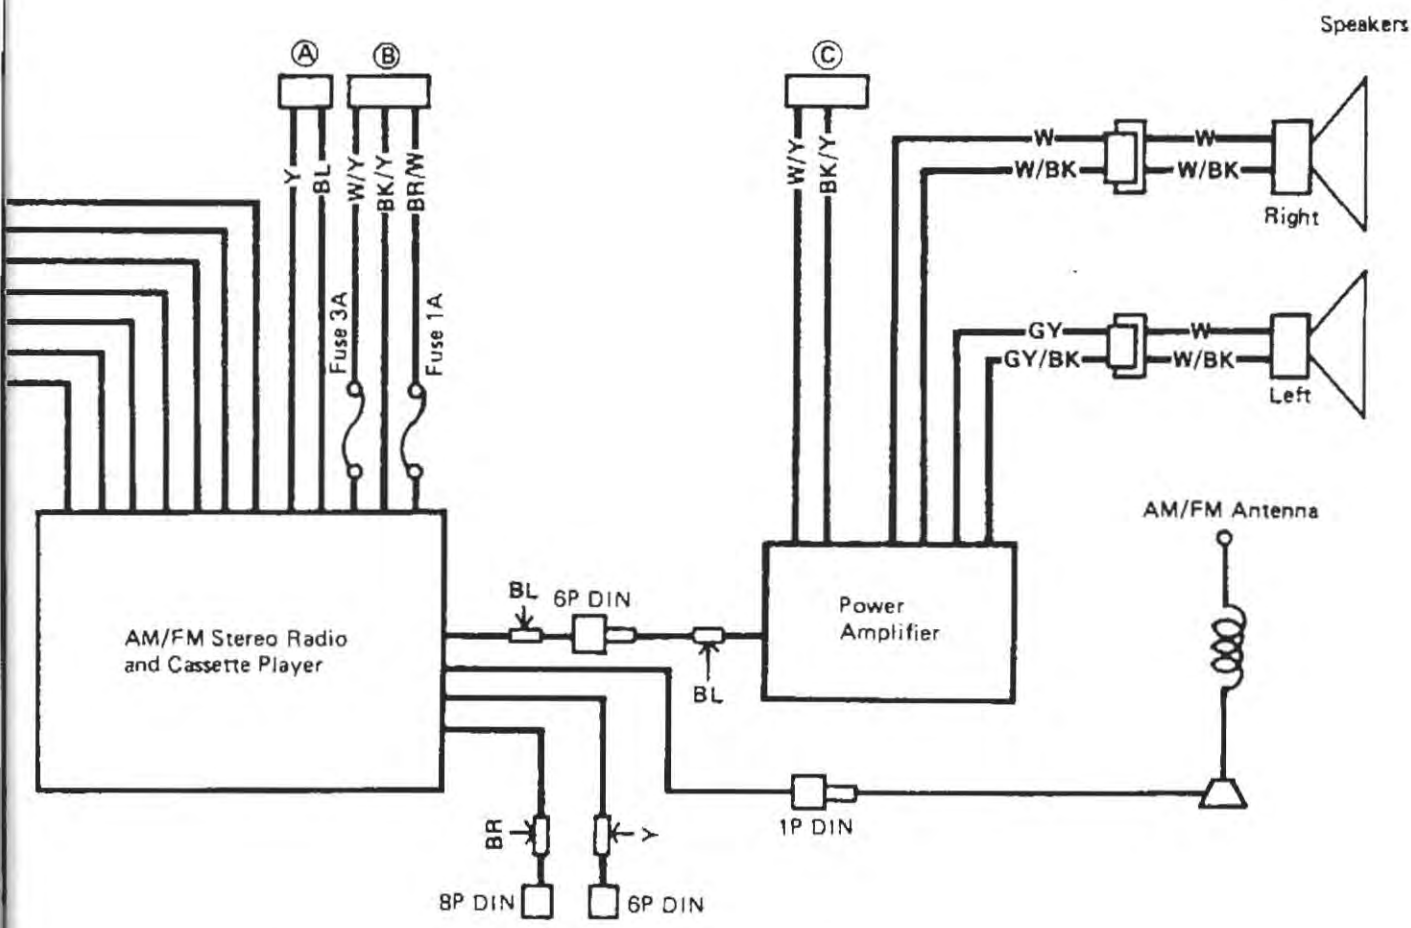 Speakers
A
B
C
Y
BL
W/Y
BK/Y
BR/W
W/Y
BK/Y
W
W
W/BK
W/BK
Right
Fuse 3A
Fuse 1A
GY
W
GY/BK
W/BK
Left
AM/FM Antenna
BL
6P DIN
Power
Amplifier
AM/FM Stereo Radio
and Cassette Player
BL
1P DIN
BR
Y
8P DIN
6P DIN